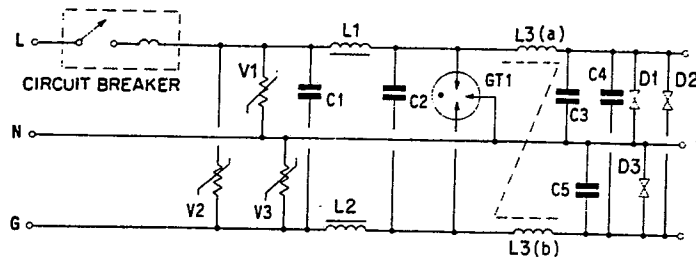 L
CIRCUIT BREAKER
V1
C1
L1
C2
GT1
L3(a)
C3
C4
D1
D2
N
V2
V3
L2
C5
D3
G
L3(b)